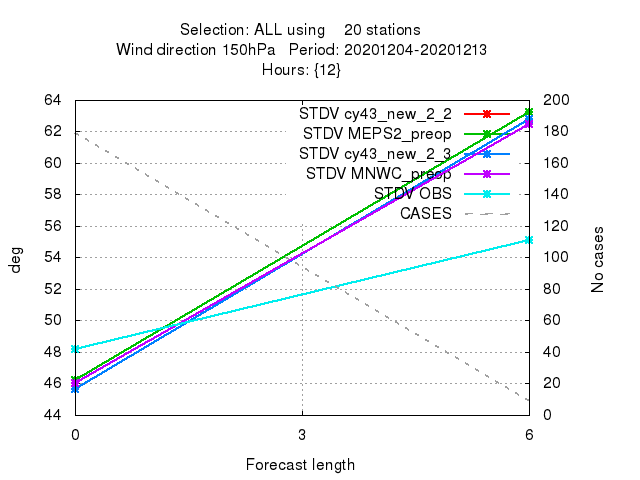 Selection: ALL using    20 stations
Wind direction 150hPa   Period: 20201204-20201213
Hours: {12}
64
62
60
58
56
54
52
50
48
46
44
200
180
160
140
120
100
80
60
40
20
0
STDV cy43_new_2_2
STDV MEPS2_preop
STDV cy43_new_2_3
STDV MNWC_preop
STDV OBS
CASES
deg
No cases
0 3 6
Forecast length